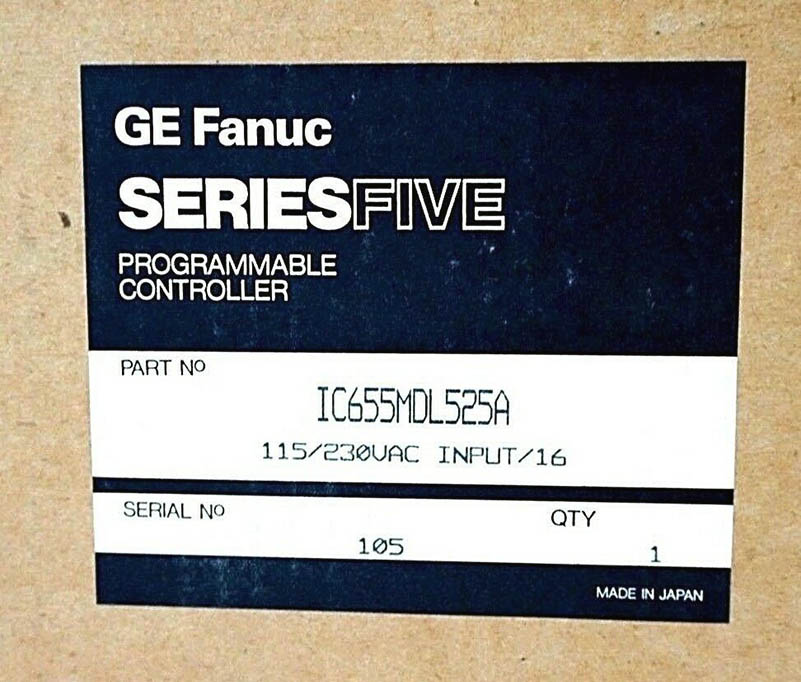 GE Fanuc
SERIESFIVE
PROGRAMMABLE
CONTROLLER
PART Nº
IC655MDL525A
115/230VAC INPUT/16
SERIAL Nº
QTY
105
1
MADE IN JAPAN